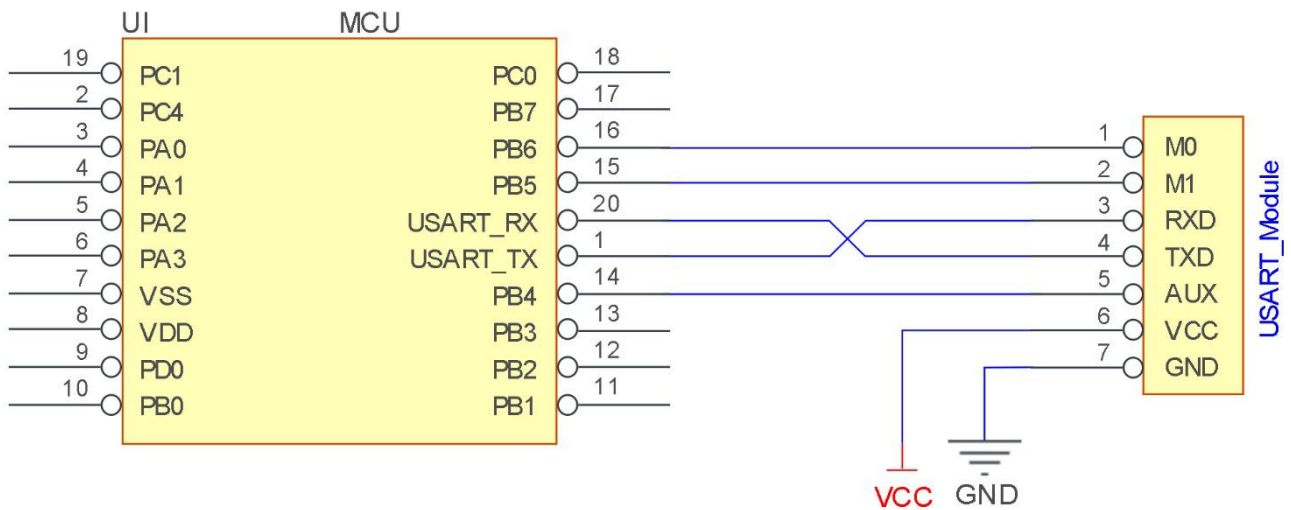 UI MCU
19 PC1 PC0 18
2 PC4 PB7 17
3 PA0 PB6 16 1 M0
4 PA1 PB5 15 2 M1
5 PA2 USART_RX 20 3 RXD
6 PA3 USART_TX 1 4 TXD
7 VSS PB4 14 5 AUX
8 VDD PB3 13 6 VCC
9 PD0 PB2 12 7 GND
10 PB0 PB1 11
USART_Module
VCC GND